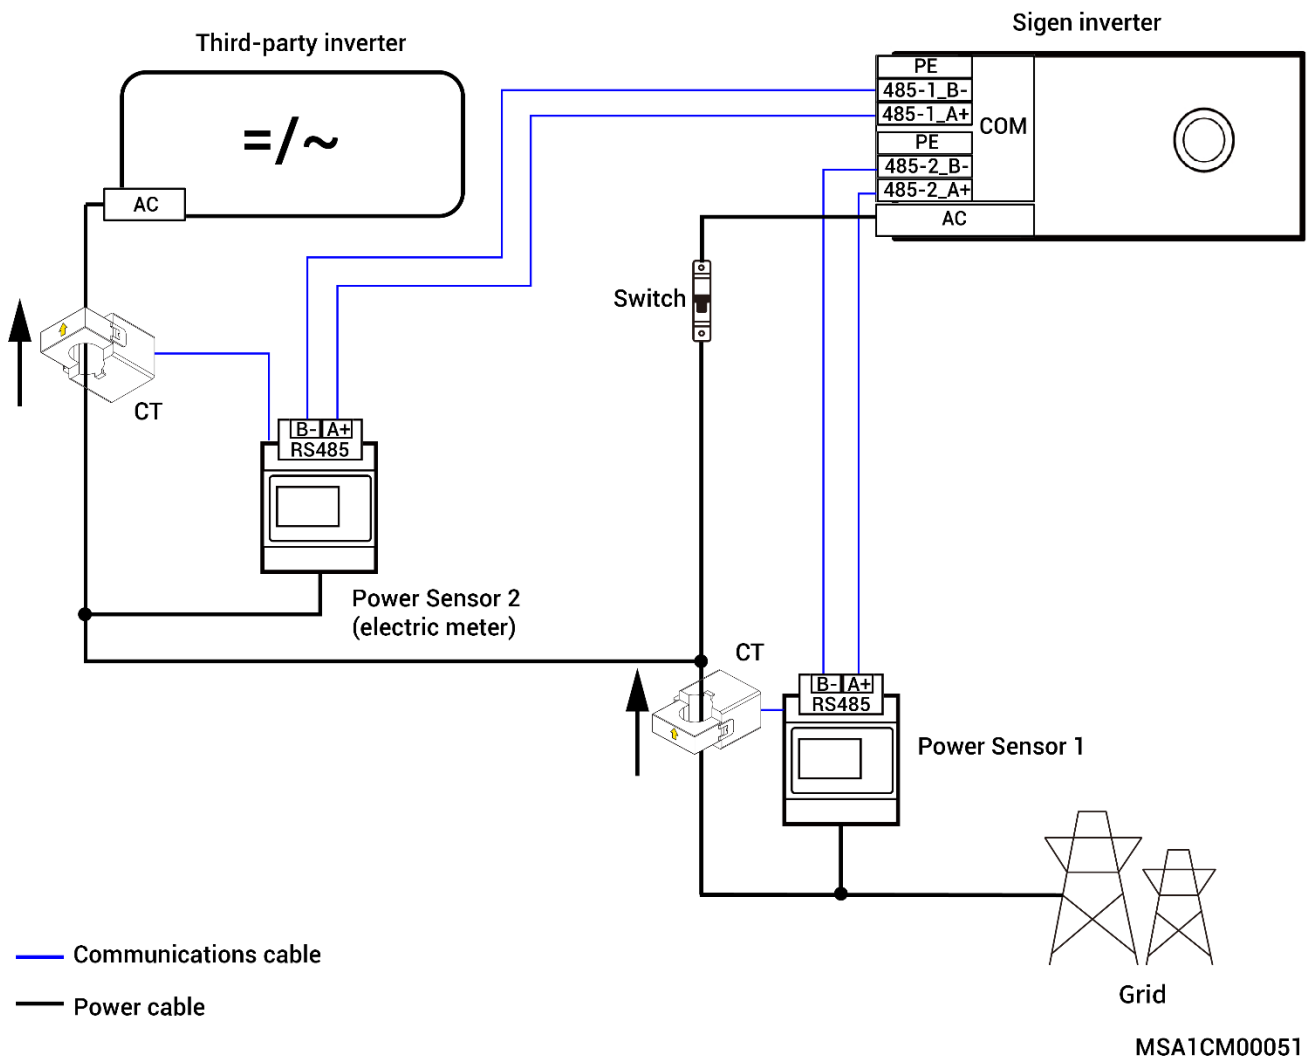 Sigen inverter
Third-party inverter
PE
485-1_B-
485-1_A+
COM
PE
485-2_B-
485-2_A+
AC
=/~
AC
Switch
CT
B- A+
RS485
Power Sensor 2
(electric meter)
CT
B- A+
RS485
Power Sensor 1
Communications cable
Power cable
Grid
MSA1CM00051